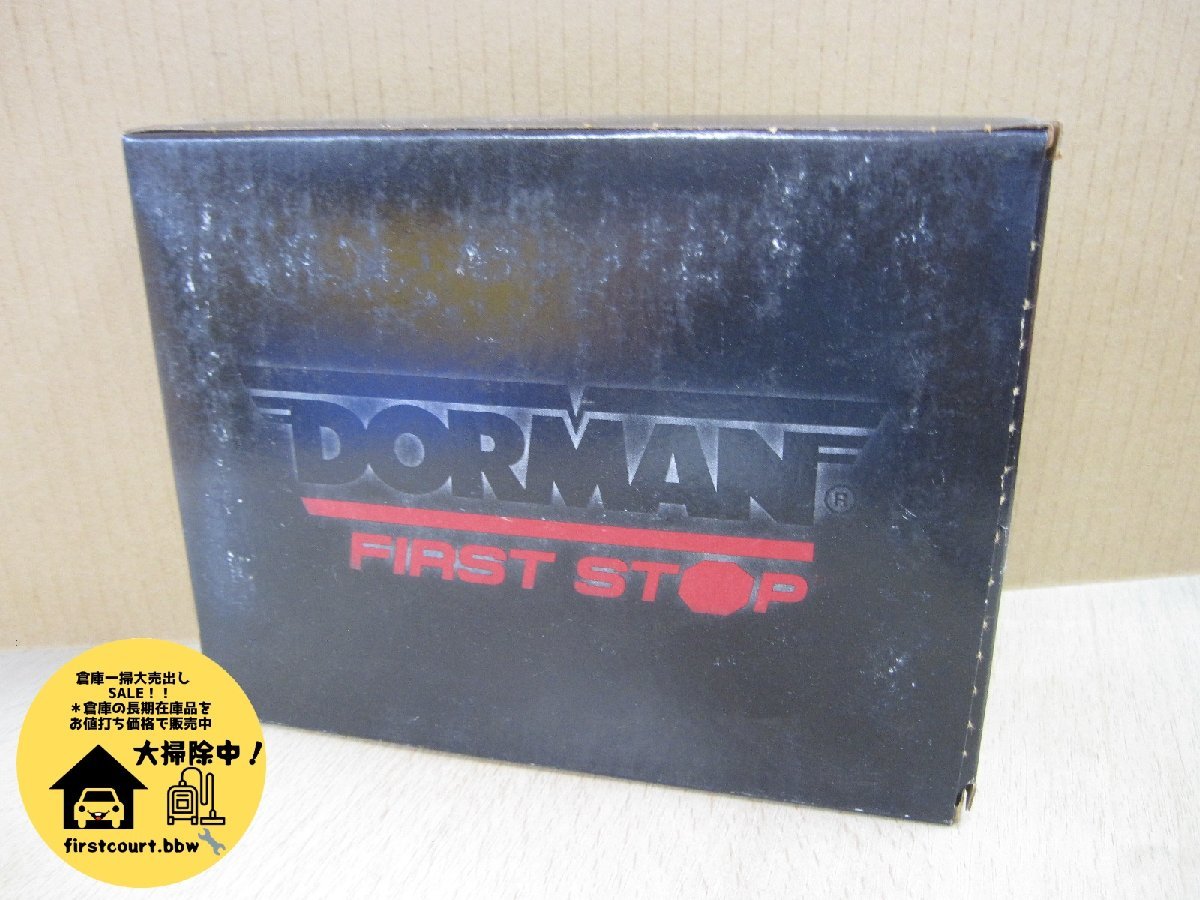 DORMAN®
FIRST STOP
倉庫一掃大売出し
SALE!!
*倉庫の長期在庫品を
お値打ち価格で販売中
大掃除中!
firstcourt.bbw